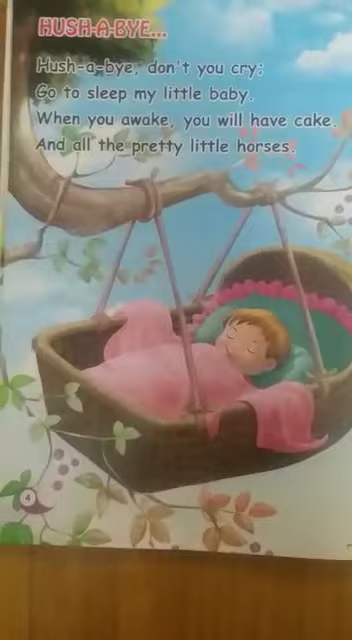 HUSH-A-BYE...
Hush-a-bye, don't you cry;
Go to sleep my little baby.
When you awake, you will have cake.
And all the pretty little horses.
4